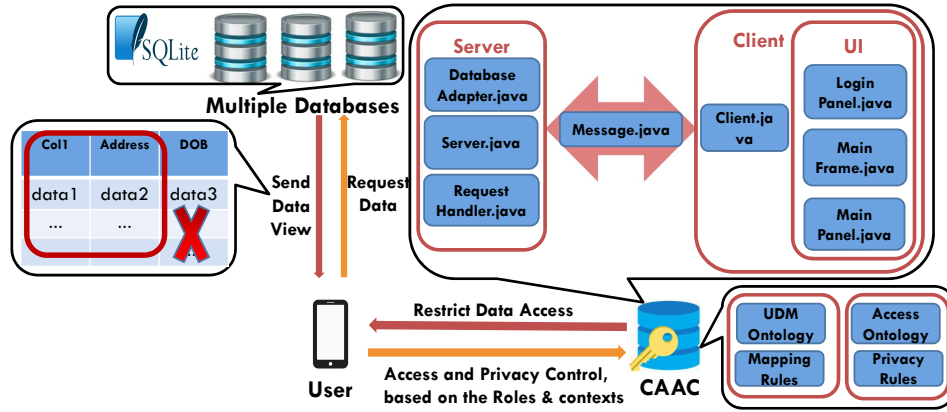 SQLite
Multiple Databases
Server
Database
Adapter.java
Server.java
Request
Handler.java
Message.java
Client
Client.ja
va
UI
Login
Panel.java
Main
Frame.java
Main
Panel.java
Col1 Address DOB
data1 data2 data3
... ... ...
...
Send
Data
View
Request
Data
User
Restrict Data Access
Access and Privacy Control,
based on the Roles & contexts
CAAC
UDM
Ontology
Mapping
Rules
Access
Ontology
Privacy
Rules